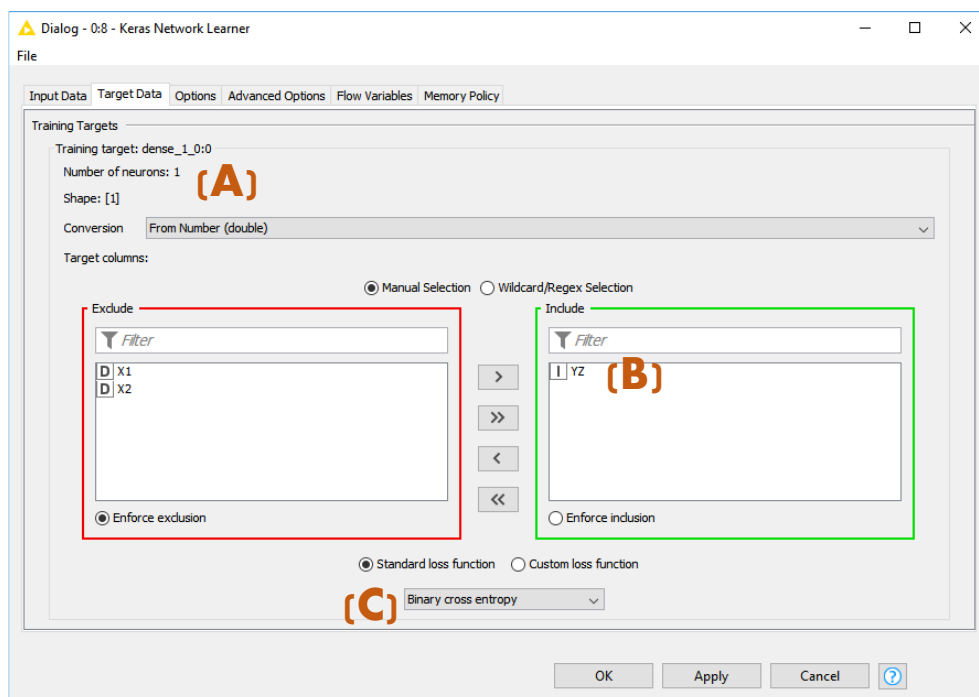 Dialog - 0:8 - Keras Network Learner
File
Input Data Target Data Options Advanced Options Flow Variables Memory Policy
Training Targets
Training target: dense_1_0:0
Number of neurons: 1
(A)
Shape: [1]
Conversion From Number (double)
Target columns:
Manual Selection Wildcard/Regex Selection
Exclude
Filter
D X1
D X2
Enforce exclusion
>
>>
<
<<
Include
Filter
I YZ
(B)
Enforce inclusion
Standard loss function Custom loss function
(C) Binary cross entropy
OK Apply Cancel ?